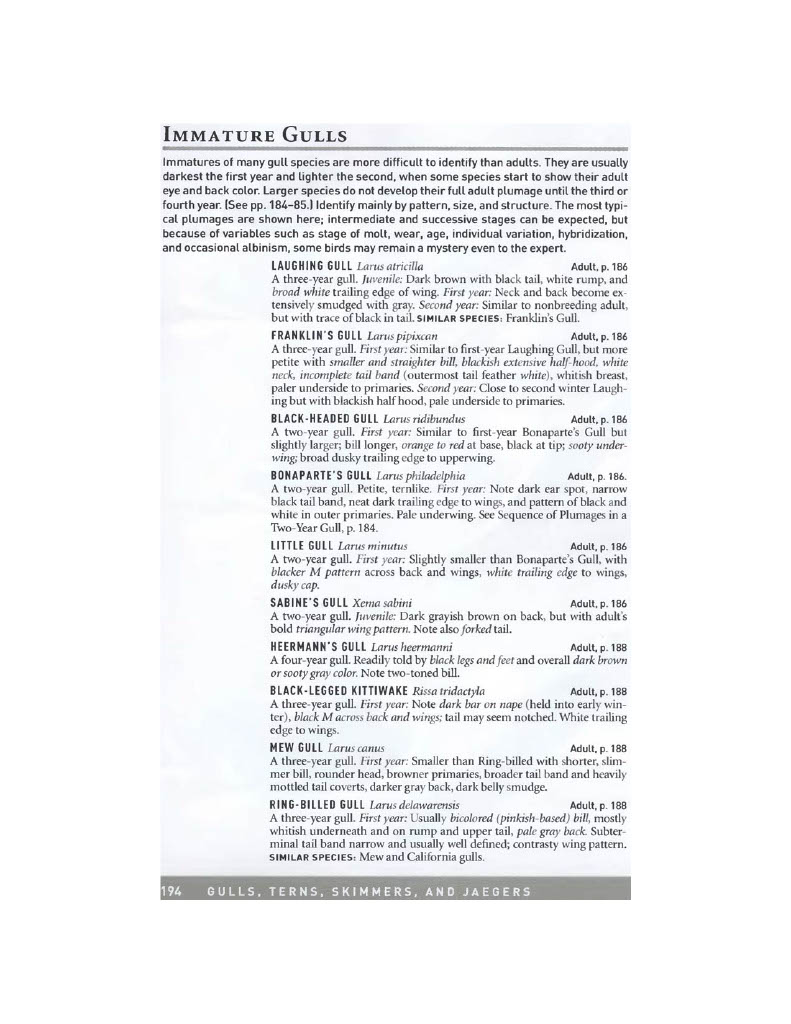 IMMATURE GULLS
Immatures of many gull species are more difficult to identify than adults. They are usually
darkest the first year and lighter the second, when some species start to show their adult
eye and back color. Larger species do not develop their full adult plumage until the third or
fourth year. (See pp. 184–85.) Identify mainly by pattern, size, and structure. The most typi-
cal plumages are shown here; intermediate and successive stages can be expected, but
because of variables such as stage of molt, wear, age, individual variation, hybridization,
and occasional albinism, some birds may remain a mystery even to the expert.
LAUGHING GULL Larus atricilla Adult, p. 186
A three-year gull. Juvenile: Dark brown with black tail, white rump, and
broad white trailing edge of wing. First year: Neck and back become ex-
tensively smudged with gray. Second year: Similar to nonbreeding adult,
but with trace of black in tail. SIMILAR SPECIES: Franklin's Gull.
FRANKLIN'S GULL Larus pipixcan Adult, p. 186
A three-year gull. First year: Similar to first-year Laughing Gull, but more
petite with smaller and straighter bill, blackish extensive half-hood, white
neck, incomplete tail band (outermost tail feather white), whitish breast,
paler underside to primaries. Second year: Close to second winter Laugh-
ing but with blackish half hood, pale underside to primaries.
BLACK-HEADED GULL Larus ridibundus Adult, p. 186
A two-year gull. First year: Similar to first-year Bonaparte's Gull but
slightly larger; bill longer, orange to red at base, black at tip; sooty under-
wing; broad dusky trailing edge to upperwing.
BONAPARTE'S GULL Larus philadelphia Adult, p. 186.
A two-year gull. Petite, ternlike. First year: Note dark ear spot, narrow
black tail band, neat dark trailing edge to wings, and pattern of black and
white in outer primaries. Pale underwing. See Sequence of Plumages in a
Two-Year Gull, p. 184.
LITTLE GULL Larus minutus Adult, p. 186
A two-year gull. First year: Slightly smaller than Bonaparte's Gull, with
blacker M pattern across back and wings, white trailing edge to wings,
dusky cap.
SABINE'S GULL Xema sabini Adult, p. 186
A two-year gull. Juvenile: Dark grayish brown on back, but with adult's
bold triangular wing pattern. Note also forked tail.
HEERMANN'S GULL Larus heermanni Adult, p. 188
A four-year gull. Readily told by black legs and feet and overall dark brown
or sooty gray color. Note two-toned bill.
BLACK-LEGGED KITTIWAKE Rissa tridactyla Adult, p. 188
A three-year gull. First year: Note dark bar on nape (held into early win-
ter), black M across back and wings; tail may seem notched. White trailing
edge to wings.
MEW GULL Larus canus Adult, p. 188
A three-year gull. First year: Smaller than Ring-billed with shorter, slim-
mer bill, rounder head, browner primaries, broader tail band and heavily
mottled tail coverts, darker gray back, dark belly smudge.
RING-BILLED GULL Larus delawarensis Adult, p. 188
A three-year gull. First year: Usually bicolored (pinkish-based) bill, mostly
whitish underneath and on rump and upper tail, pale gray back. Subter-
minal tail band narrow and usually well defined; contrasty wing pattern.
SIMILAR SPECIES: Mew and California gulls.
194 GULLS, TERNS, SKIMMERS, AND JAEGERS